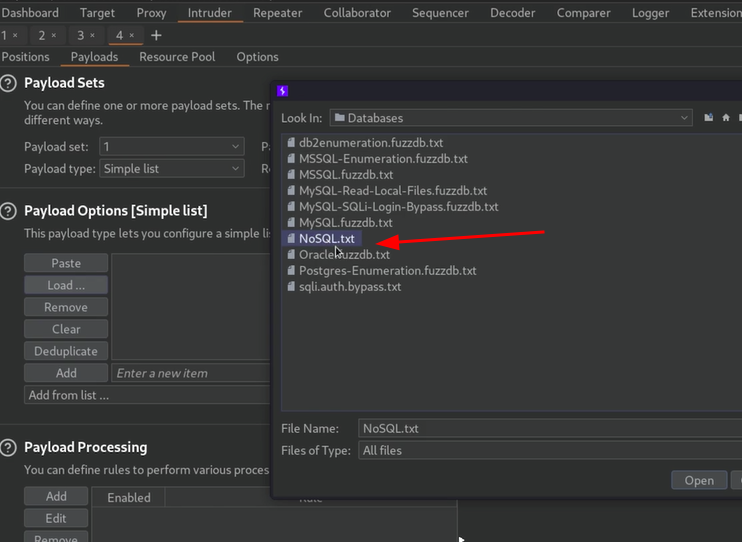 Dashboard Target Proxy Intruder Repeater Collaborator Sequencer Decoder Comparer Logger Extension
1 × 2 × 3 × 4 × +
Positions Payloads Resource Pool Options
? Payload Sets
You can define one or more payload sets. The n
different ways.
Payload set: 1 P
Payload type: Simple list R
? Payload Options [Simple list]
This payload type lets you configure a simple li
Paste
Load ...
Remove
Clear
Deduplicate
Add Enter a new item
Add from list ...
? Payload Processing
You can define rules to perform various proces
Add Enabled Rule
Edit
Remove
Look In: Databases
db2enumeration.fuzzdb.txt
MSSQL-Enumeration.fuzzdb.txt
MSSQL.fuzzdb.txt
MySQL-Read-Local-Files.fuzzdb.txt
MySQL-SQLi-Login-Bypass.fuzzdb.txt
MySQL.fuzzdb.txt
NoSQL.txt
Oracle.fuzzdb.txt
Postgres-Enumeration.fuzzdb.txt
sqli.auth.bypass.txt
File Name: NoSQL.txt
Files of Type: All files
Open